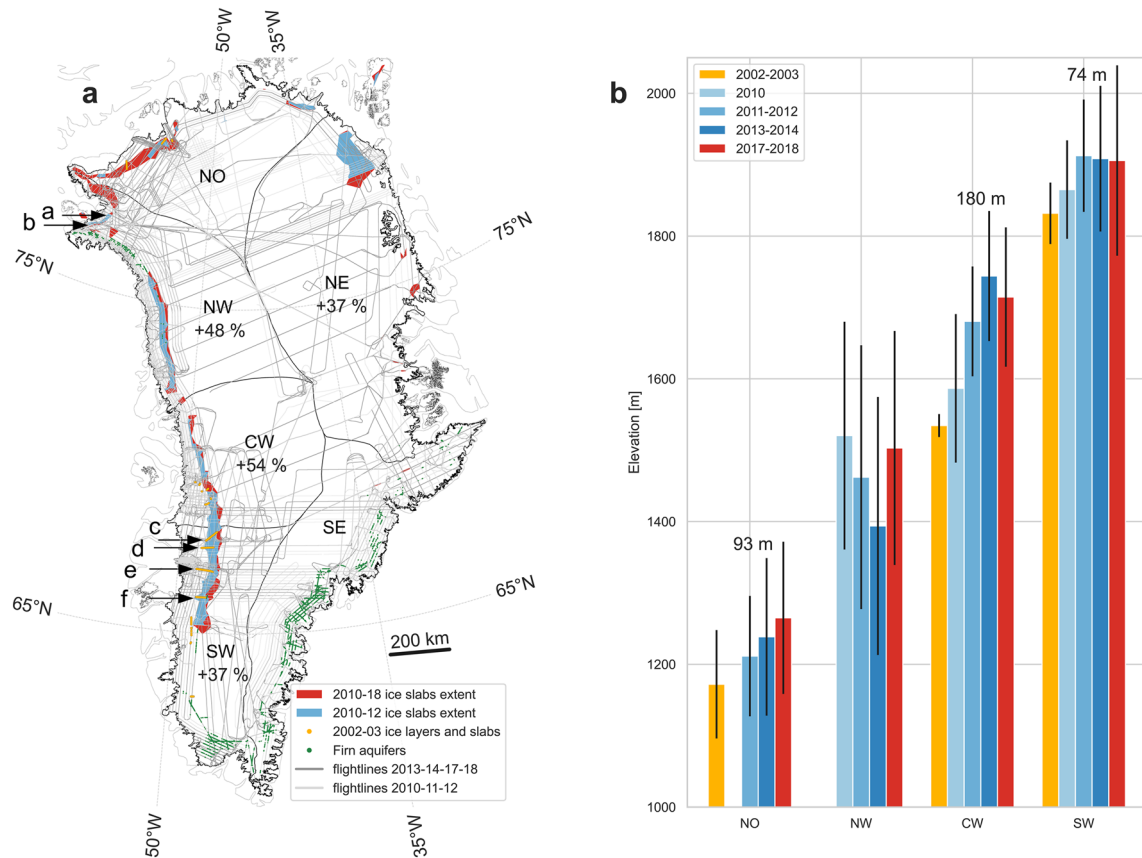 50°W
35°W
a
NO
a
b
75°N
75°N
NE
+37 %
NW
+48 %
CW
+54 %
SE
c
d
e
f
65°N
65°N
200 km
SW
+37 %
2010-18 ice slabs extent
2010-12 ice slabs extent
2002-03 ice layers and slabs
Firn aquifers
flightlines 2013-14-17-18
flightlines 2010-11-12
50°W
35°W
b
2002-2003
2010
2011-2012
2013-2014
2017-2018
74 m
180 m
93 m
Elevation [m]
2000
1800
1600
1400
1200
1000
NO
NW
CW
SW